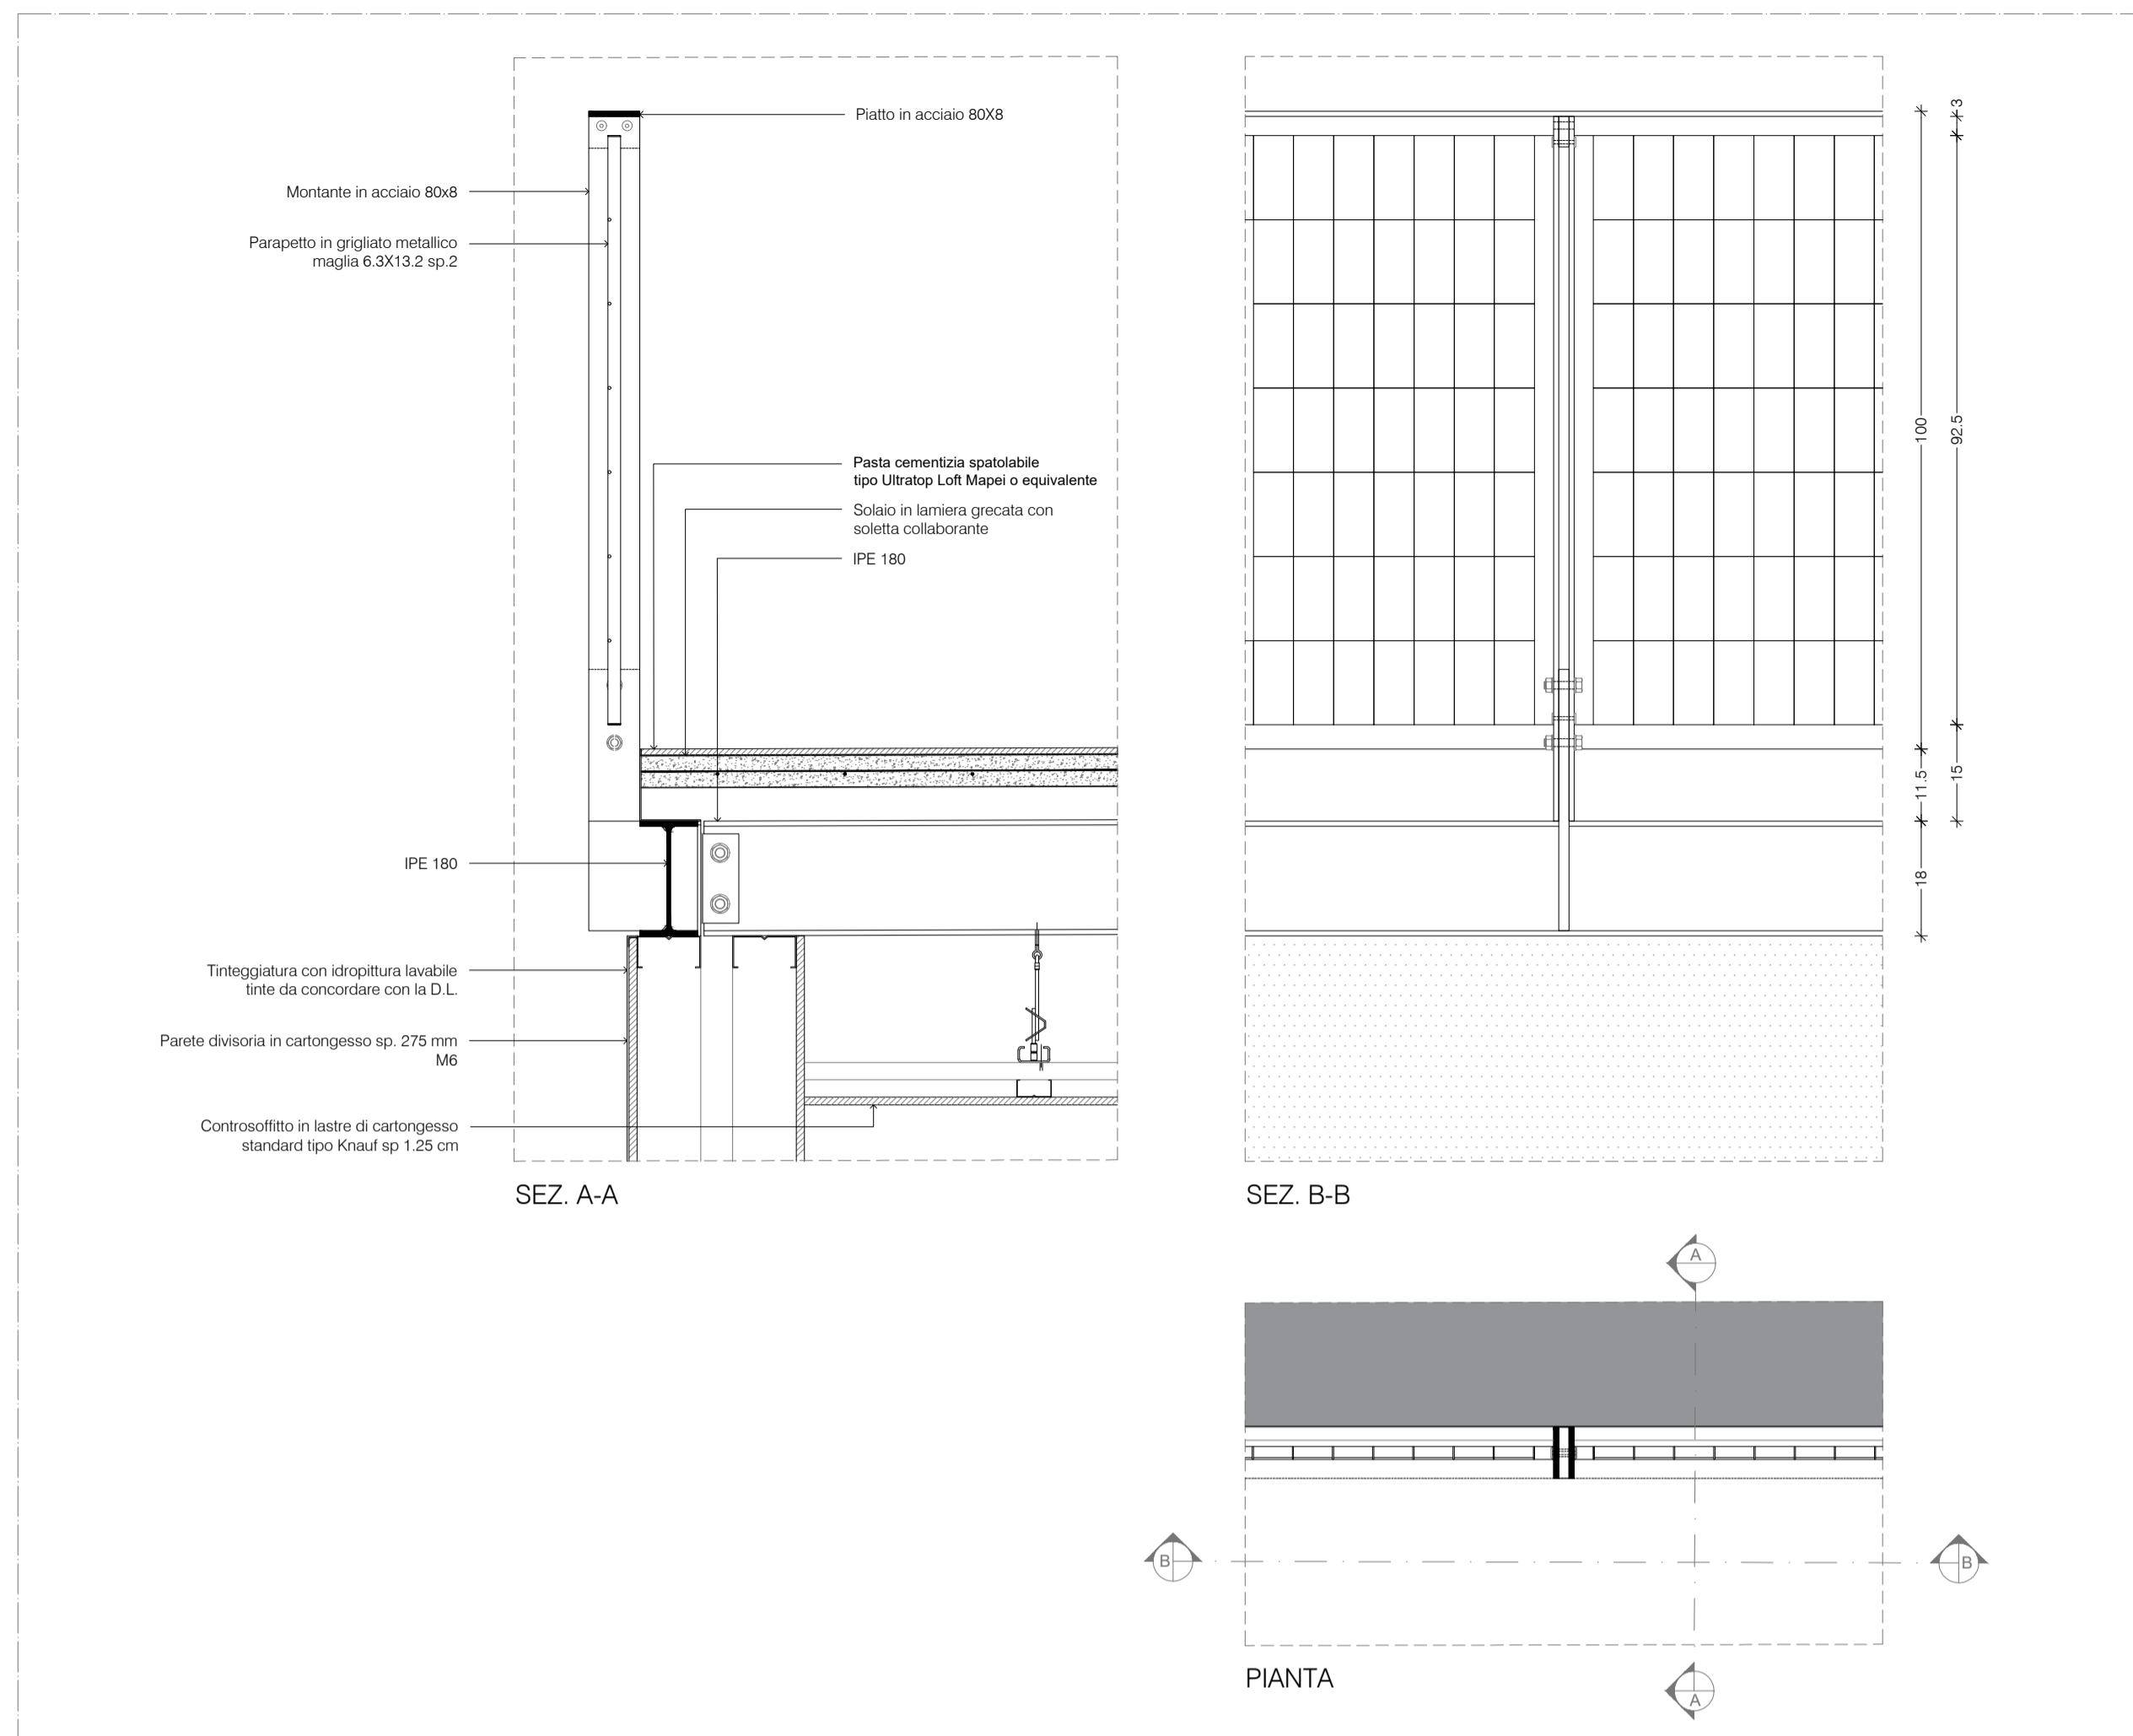 Piatto in acciaio 80X8
Montante in acciaio 80x8
Parapetto in grigliato metallico
maglia 6.3X13.2 sp.2
Pasta cementizia spatolabile
tipo Ultratop Loft Mapei o equivalente
Solaio in lamiera grecata con
soletta collaborante
IPE 180
IPE 180
Tinteggiatura con idropittura lavabile
tinte da concordare con la D.L.
Parete divisoria in cartongesso sp. 275 mm
M6
Controsoffitto in lastre di cartongesso
standard tipo Knauf sp 1.25 cm
SEZ. A-A
3
100
92.5
11.5
15
18
SEZ. B-B
A
B
B
PIANTA
A